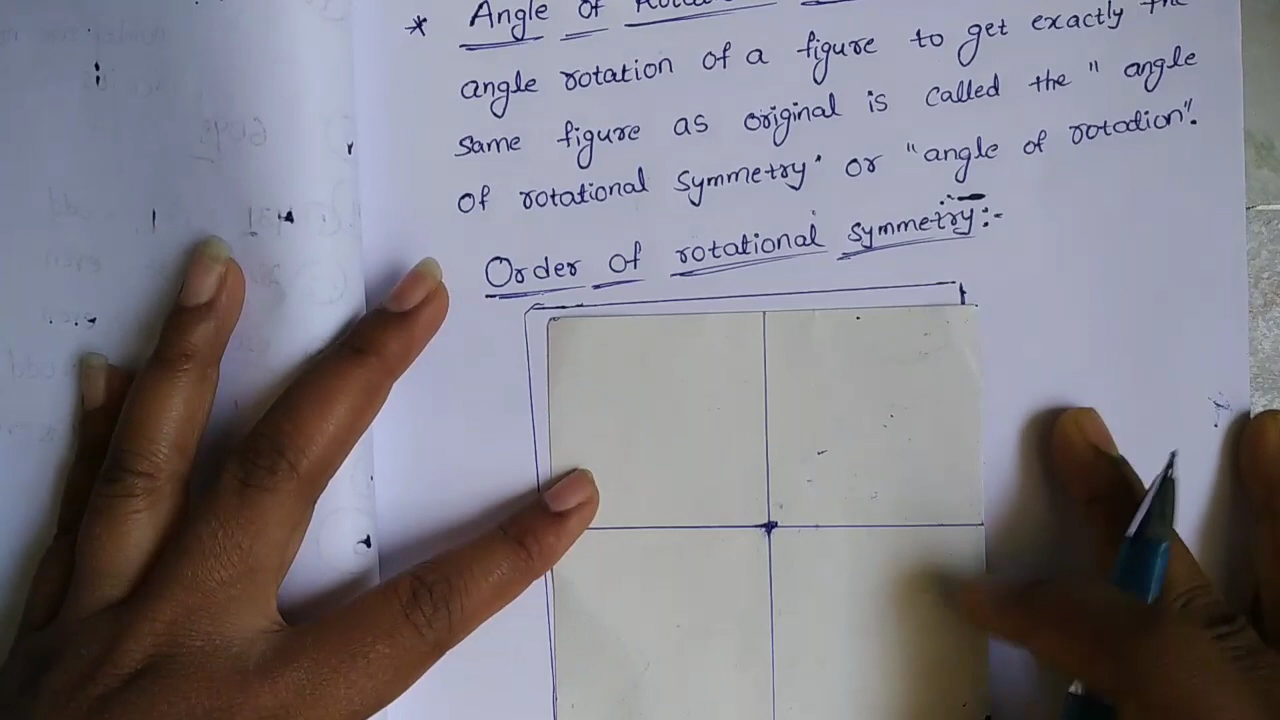 * Angle of
angle rotation of a figure to get exactly the
same figure as original is called the " angle
of rotational symmetry" or "angle of rotation".
Order of rotational symmetry:-